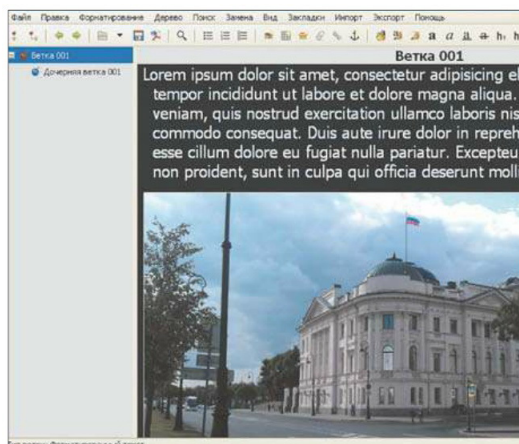 Файл Правка Форматирование Дерево Поиск Замена Вид Закладки Импорт Экспорт Помощь
Ветка 001
Ветка 001
Дочерняя ветка 001
Lorem ipsum dolor sit amet, consectetur adipisicing
tempor incididunt ut labore et dolore magna aliqua.
veniam, quis nostrud exercitation ullamco laboris nis
commodo consequat. Duis aute irure dolor in repreh
esse cillum dolore eu fugiat nulla pariatur. Excepteu
non proident, sunt in culpa qui officia deserunt molli